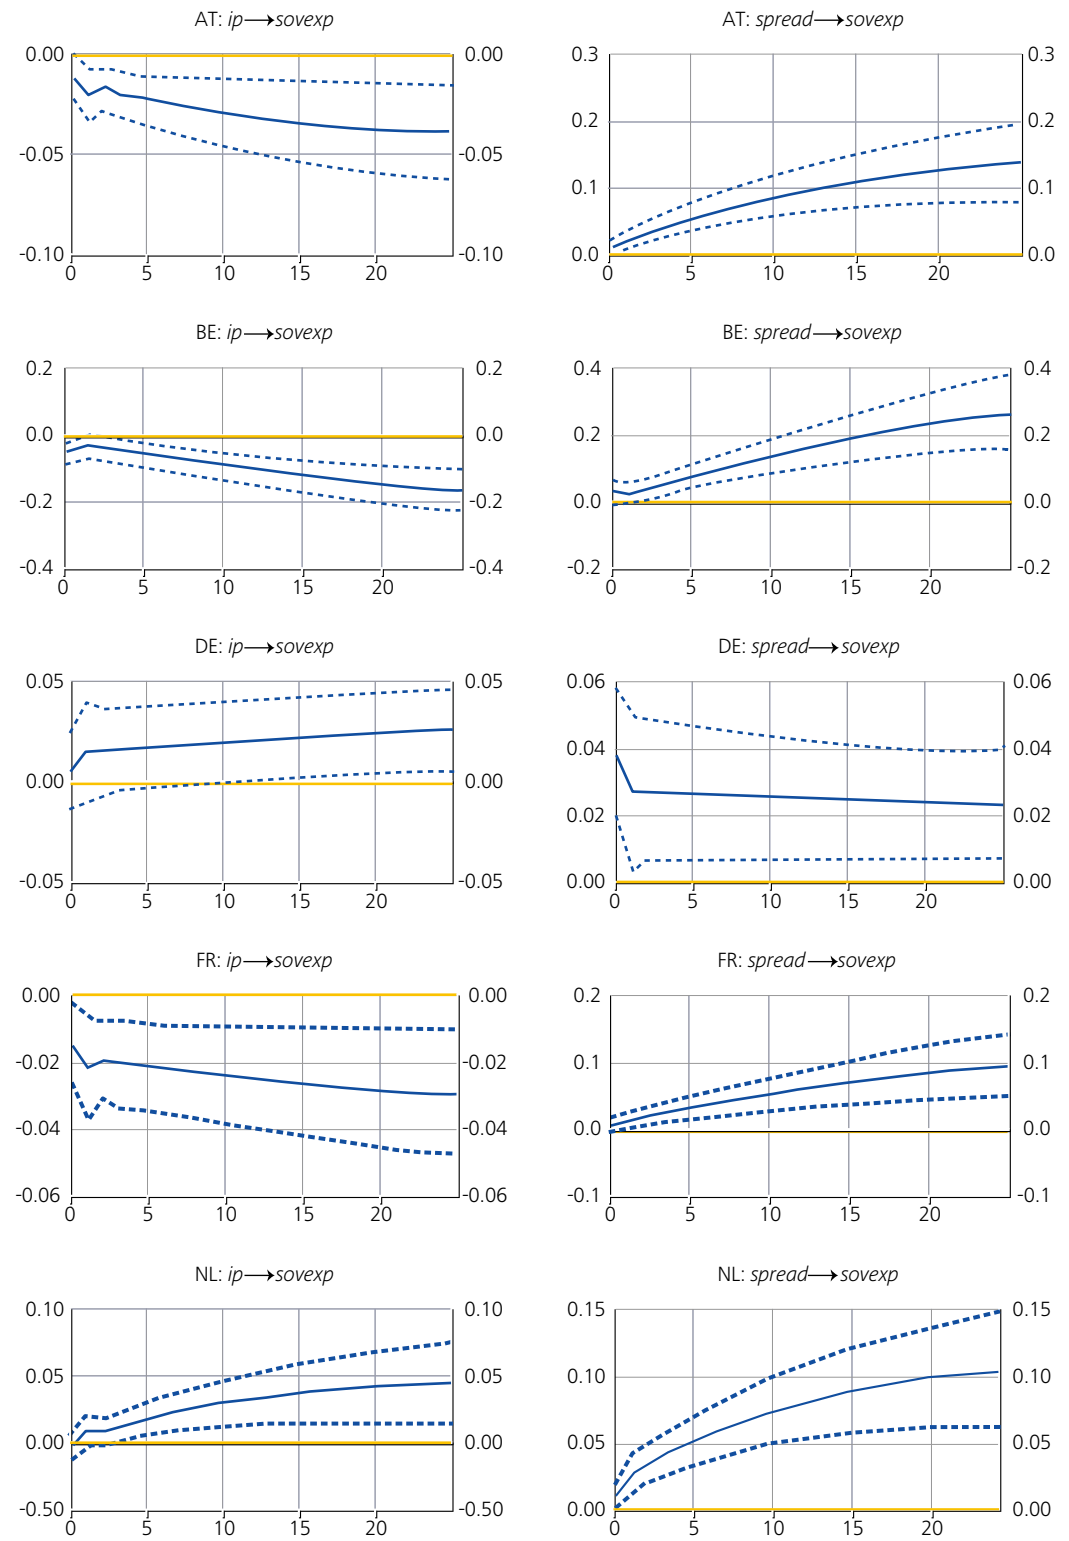 AT: ip→sovexp AT: spread→sovexp
0.00 0.00 0.3 0.3
0.2 0.2
-0.05 -0.05
0.1 0.1
-0.10 -0.10 0.0 0.0
0 5 10 15 20 0 5 10 15 20
BE: ip→sovexp BE: spread→sovexp
0.2 0.2 0.4 0.4
0.0 0.0 0.2 0.2
-0.2 -0.2 0.0 0.0
-0.4 -0.4 -0.2 -0.2
0 5 10 15 20 0 5 10 15 20
DE: ip→sovexp DE: spread→sovexp
0.05 0.05 0.06 0.06
0.04 0.04
0.00 0.00
0.02 0.02
-0.05 -0.05 0.00 0.00
0 5 10 15 20 0 5 10 15 20
FR: ip→sovexp FR: spread→sovexp
0.00 0.00 0.2 0.2
-0.02 -0.02 0.1 0.1
-0.04 -0.04 0.0 0.0
-0.06 -0.06 -0.1 -0.1
0 5 10 15 20 0 5 10 15 20
NL: ip→sovexp NL: spread→sovexp
0.10 0.10 0.15 0.15
0.05 0.05 0.10 0.10
0.00 0.00 0.05 0.05
-0.50 -0.50 0.00 0.00
0 5 10 15 20 0 5 10 15 20